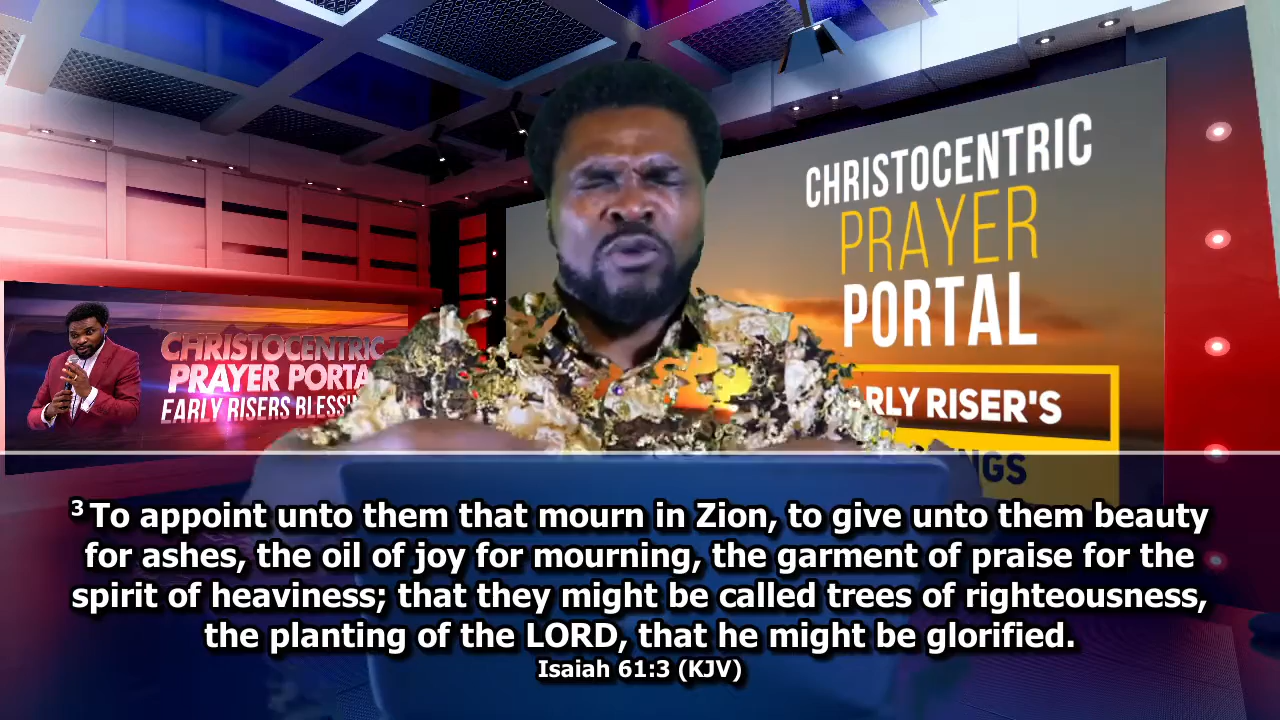 CHRISTOCENTRIC
PRAYER
PORTAL
RLY RISER'S
NGS
CHRISTOCENTRIC
PRAYER PORTA
EARLY RISERS BLESSI
3 To appoint unto them that mourn in Zion, to give unto them beauty
for ashes, the oil of joy for mourning, the garment of praise for the
spirit of heaviness; that they might be called trees of righteousness,
the planting of the LORD, that he might be glorified.
Isaiah 61:3 (KJV)